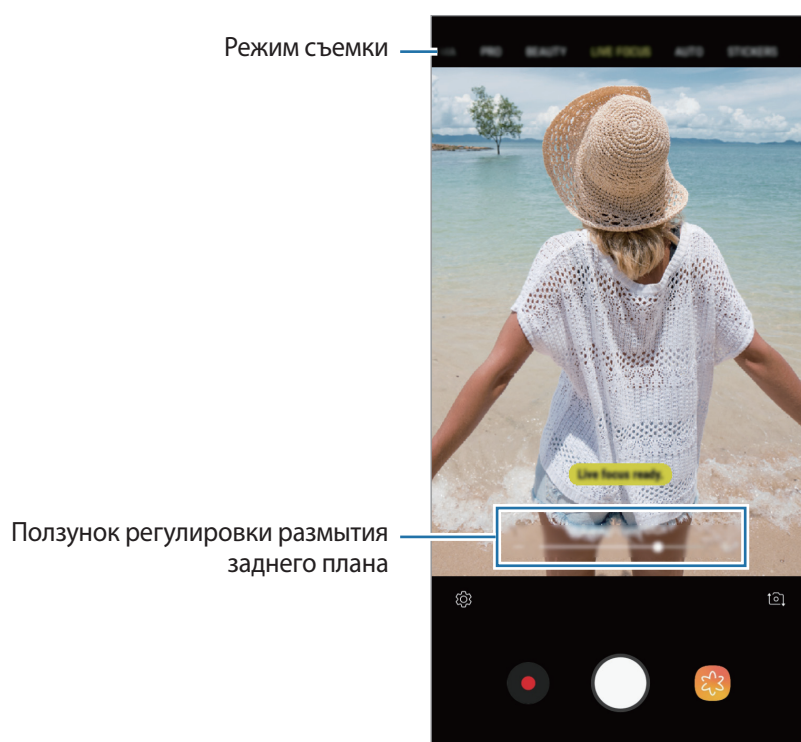 Режим съемки
PRO BEAUTY LIVE FOCUS AUTO STICKERS
Live focus ready.
Ползунок регулировки размытия
заднего плана